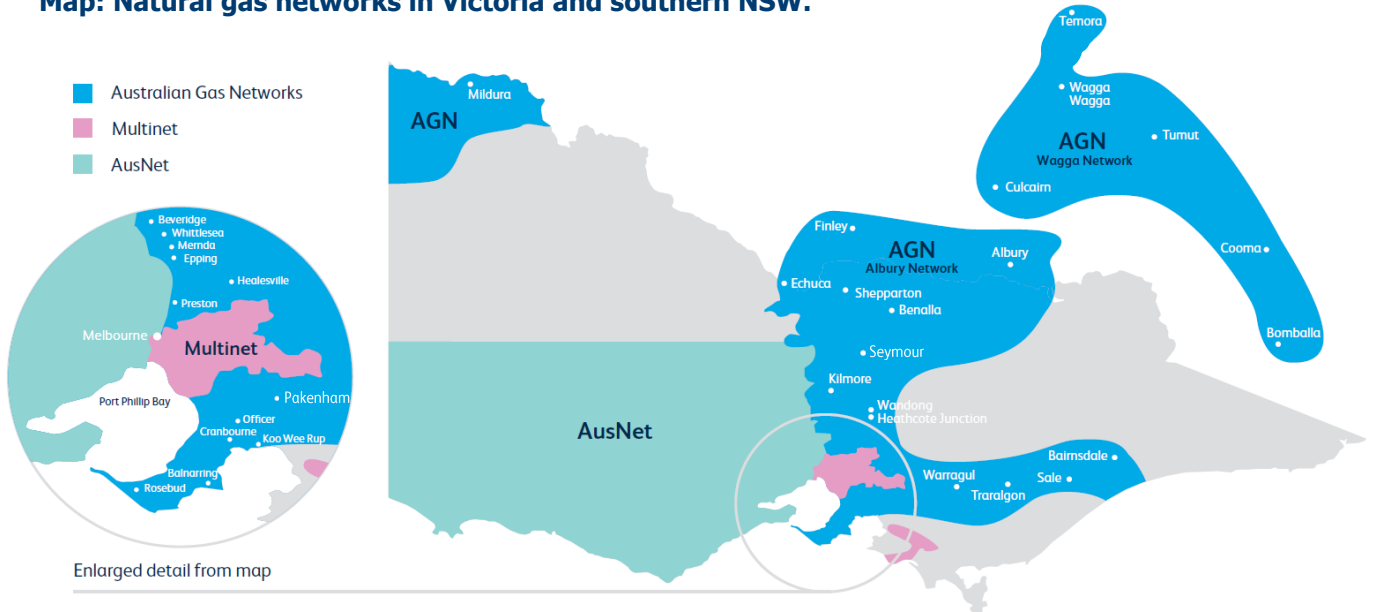 Map: Natural gas networks in Victoria and southern NSW.
Australian Gas Networks
Multinet
AusNet
Beveridge
Whittlesea
Mernda
Epping
Healesville
Preston
Melbourne
Multinet
Port Phillip Bay
Pakenham
Officer
Cranbourne
Koo Wee Rup
Balnarring
Rosebud
Enlarged detail from map
Mildura
AGN
AusNet
Finley
AGN
Albury Network
Albury
Echuca
Shepparton
Benalla
Seymour
Kilmore
Wandong
Heathcote Junction
Warragul
Traralgon
Sale
Bairnsdale
Temora
Wagga
Wagga
AGN
Wagga Network
Tumut
Culcairn
Cooma
Bomballa